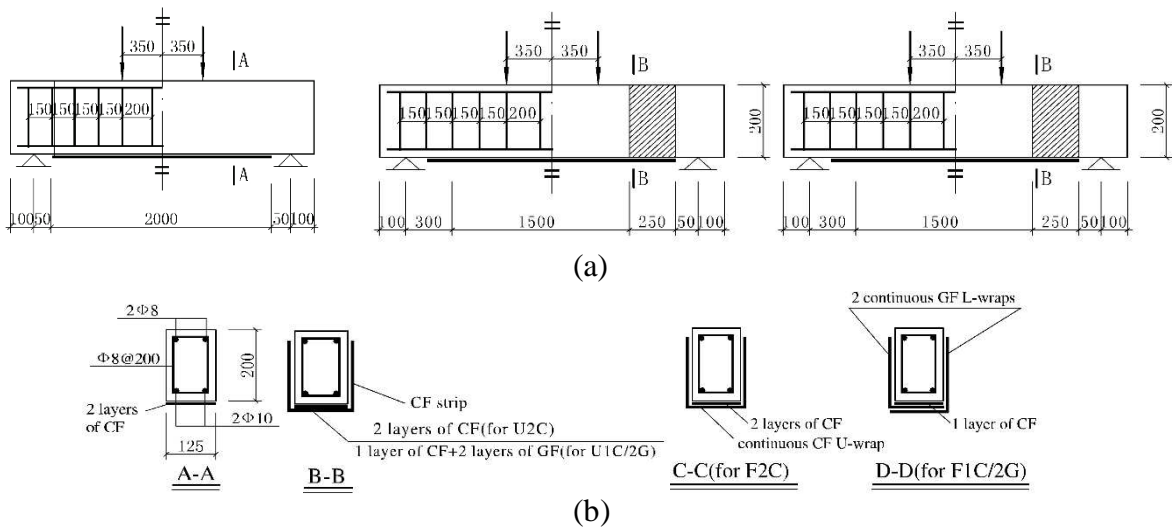 350 350
A
150 150 150 150 200
A
100 50 2000 50 100
350 350
B
150 150 150 150 200
200
B
100 300 1500 250 50 100
350 350
B
150 150 150 150 200
200
B
100 300 1500 250 50 100
(a)
2Φ8
Φ8@200
200
2 layers
of CF
2Φ10
125
A-A
CF strip
2 layers of CF(for U2C)
1 layer of CF+2 layers of GF(for U1C/2G)
B-B
2 layers of CF
continuous CF U-wrap
C-C(for F2C)
2 continuous GF L-wraps
1 layer of CF
D-D(for F1C/2G)
(b)